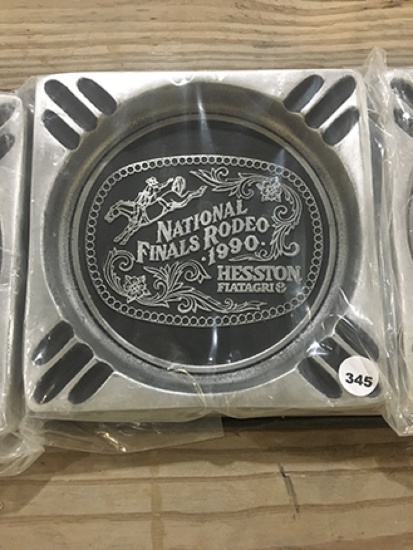 NATIONAL
FINALS RODEO
·1990·
HESSTON
FIATAGRI
345